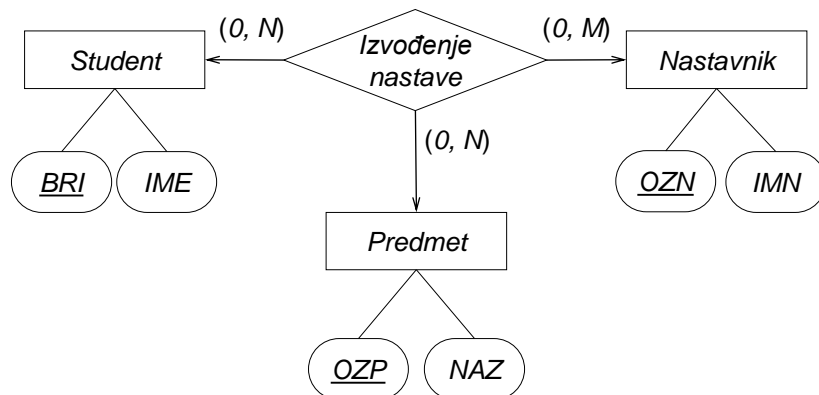 (0, N)
(0, M)
Student
Izvođenje
nastave
Nastavnik
(0, N)
BRI
IME
OZN
IMN
Predmet
OZP
NAZ